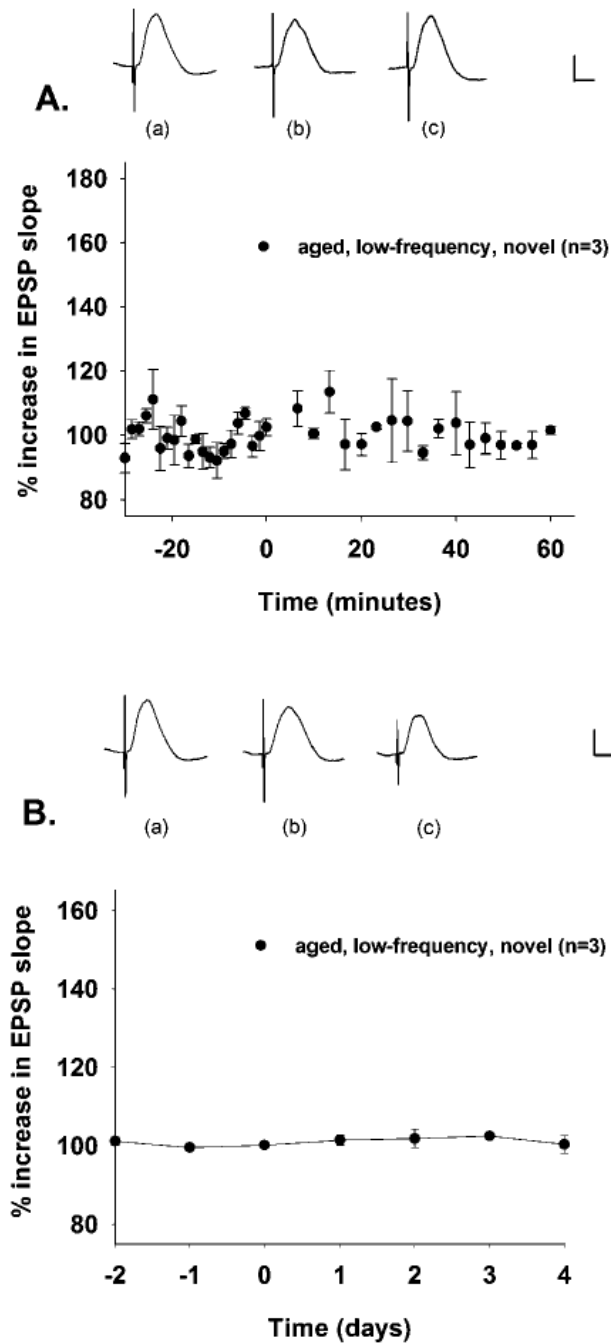 A.
(a) (b) (c)
% increase in EPSP slope
180
160
140
120
100
80
aged, low-frequency, novel (n=3)
-20 0 20 40 60
Time (minutes)
B.
(a) (b) (c)
% increase in EPSP slope
160
140
120
100
80
aged, low-frequency, novel (n=3)
-2 -1 0 1 2 3 4
Time (days)